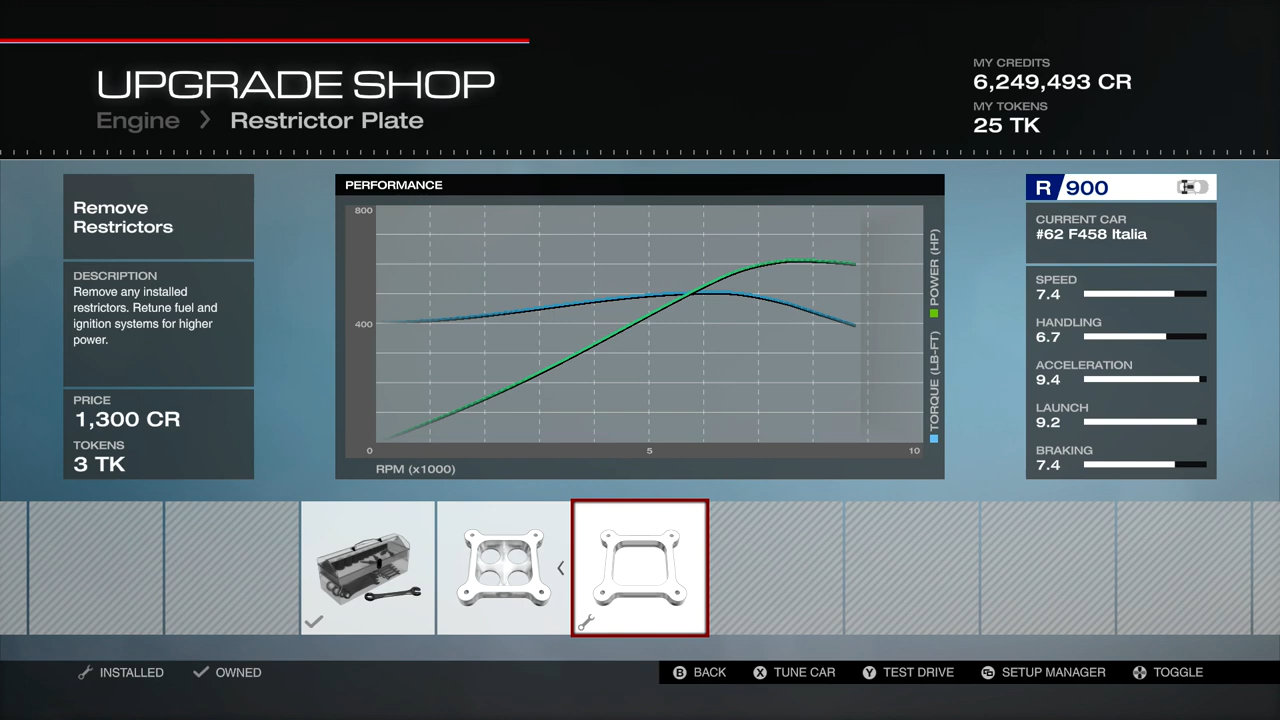 UPGRADE SHOP
Engine > Restrictor Plate
MY CREDITS
6,249,493 CR
MY TOKENS
25 TK
Remove
Restrictors
DESCRIPTION
Remove any installed
restrictors. Retune fuel and
ignition systems for higher
power.
PRICE
1,300 CR
TOKENS
3 TK
PERFORMANCE
800
400
0
5
10
RPM (x1000)
POWER (HP)
TORQUE (LB-FT)
R 900
CURRENT CAR
#62 F458 Italia
SPEED
7.4
HANDLING
6.7
ACCELERATION
9.4
LAUNCH
9.2
BRAKING
7.4
INSTALLED
OWNED
B BACK
X TUNE CAR
Y TEST DRIVE
SETUP MANAGER
TOGGLE